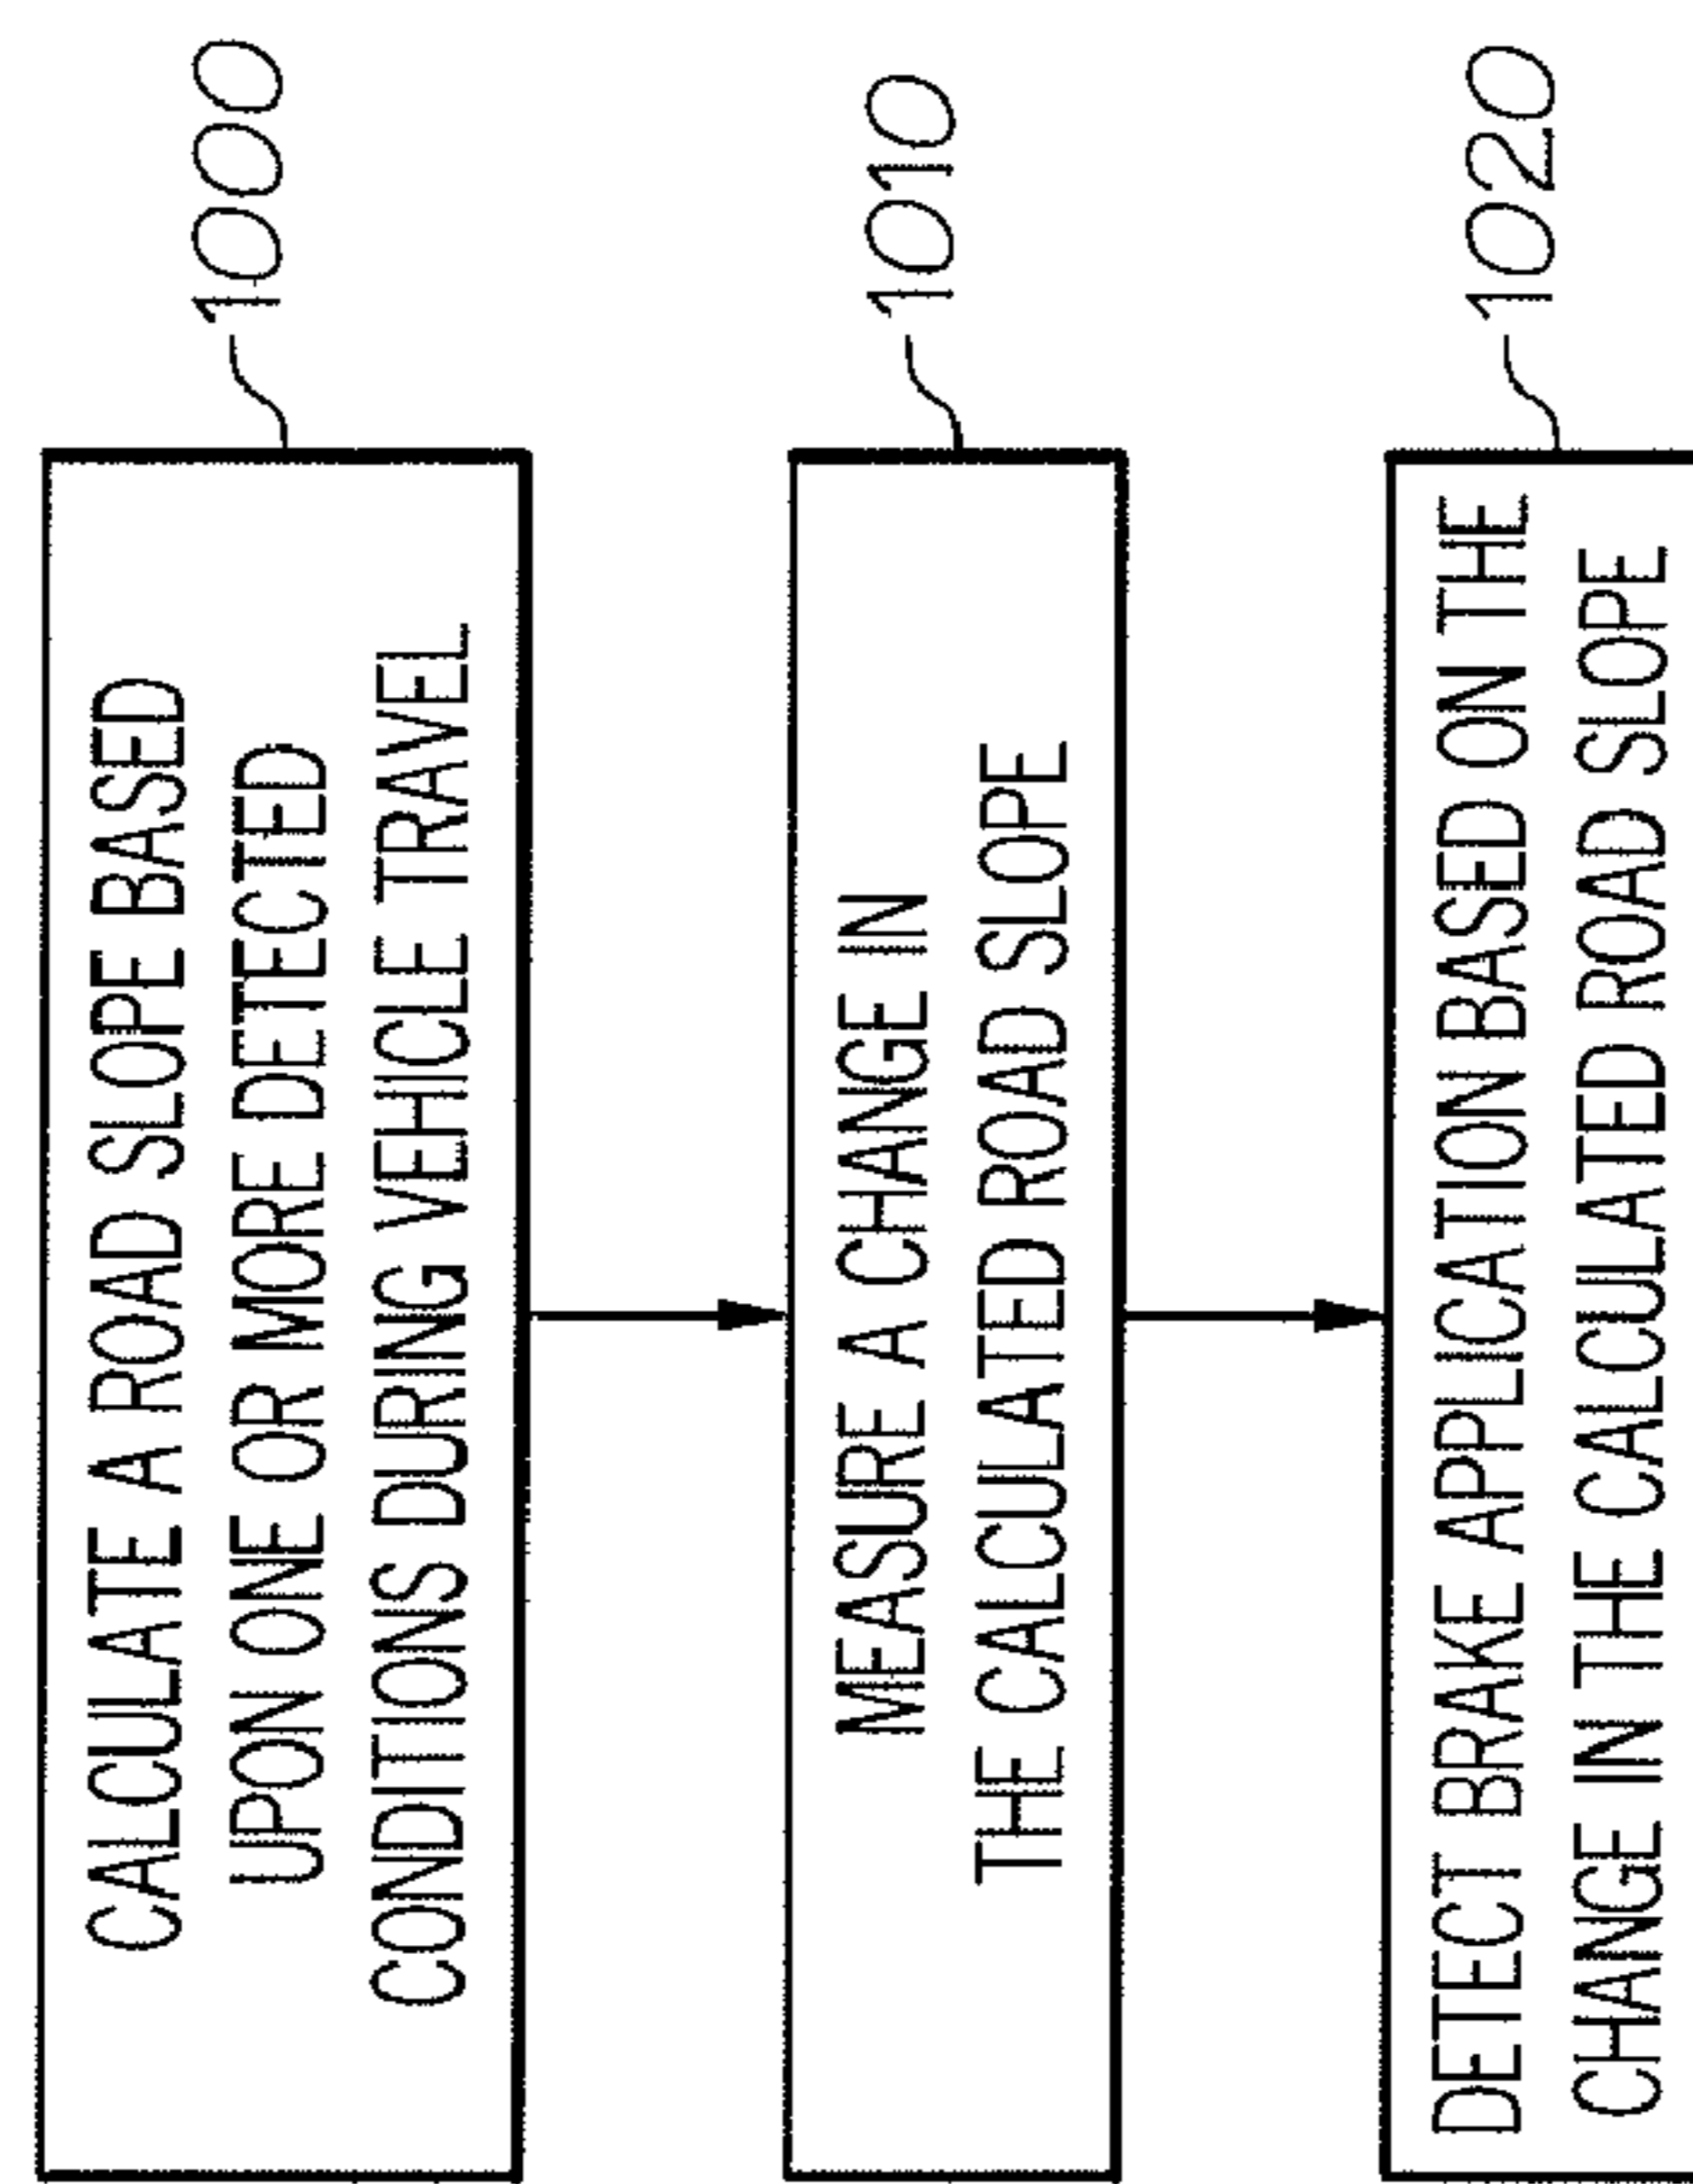 CALCULATE A ROAD SLOPE BASED
UPON ONE OR MORE DETECTED
CONDITIONS DURING VEHICLE TRAVEL
1000
MEASURE A CHANGE IN
THE CALCULATED ROAD SLOPE
1010
DETECT BRAKE APPLICATION BASED ON THE
CHANGE IN THE CALCULATED ROAD SLOPE
1020